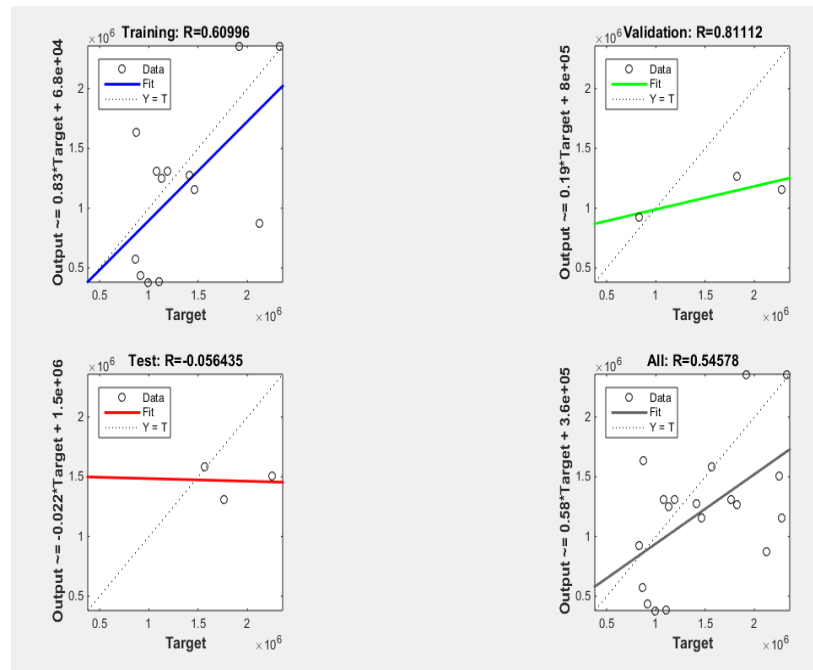 Training: R=0.60996
×10^6
Output ~= 0.83*Target + 6.8e+04
2
1.5
1
0.5
Data
Fit
Y = T
0.5 1 1.5 2
Target
×10^6
Validation: R=0.81112
×10^6
Output ~= 0.19*Target + 8e+05
2
1.5
1
0.5
Data
Fit
Y = T
0.5 1 1.5 2
Target
×10^6
Test: R=-0.056435
×10^6
Output ~= -0.022*Target + 1.5e+06
2
1.5
1
0.5
Data
Fit
Y = T
0.5 1 1.5 2
Target
×10^6
All: R=0.54578
×10^6
Output ~= 0.58*Target + 3.6e+05
2
1.5
1
0.5
Data
Fit
Y = T
0.5 1 1.5 2
Target
×10^6